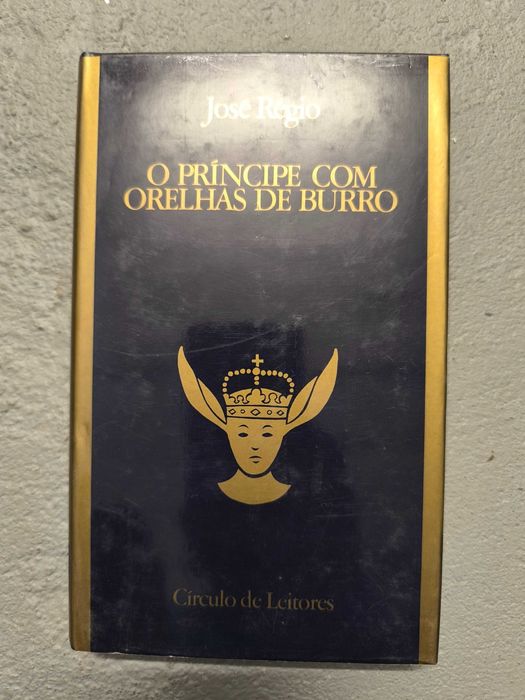 José Régio
O PRÍNCIPE COM
ORELHAS DE BURRO
Círculo de Leitores